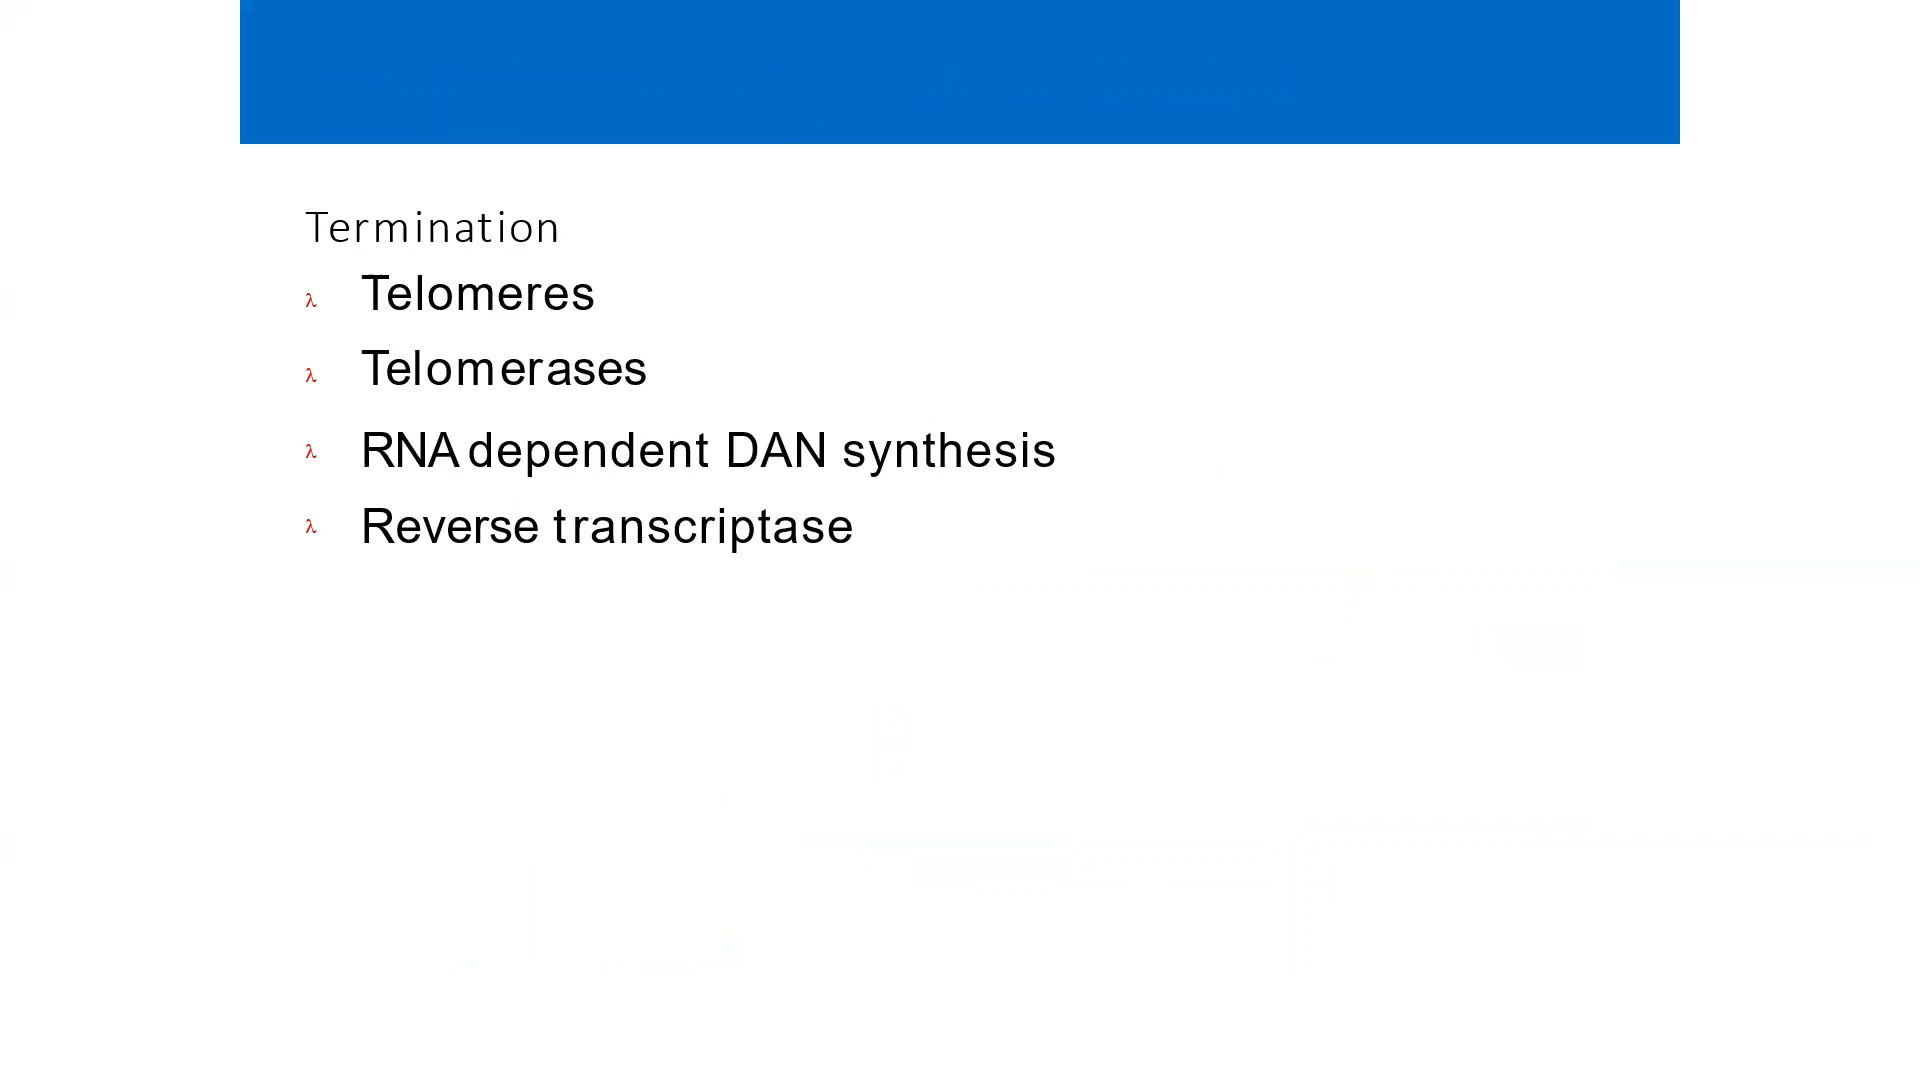 Termination
λ Telomeres
λ Telomerases
λ RNA dependent DAN synthesis
λ Reverse transcriptase